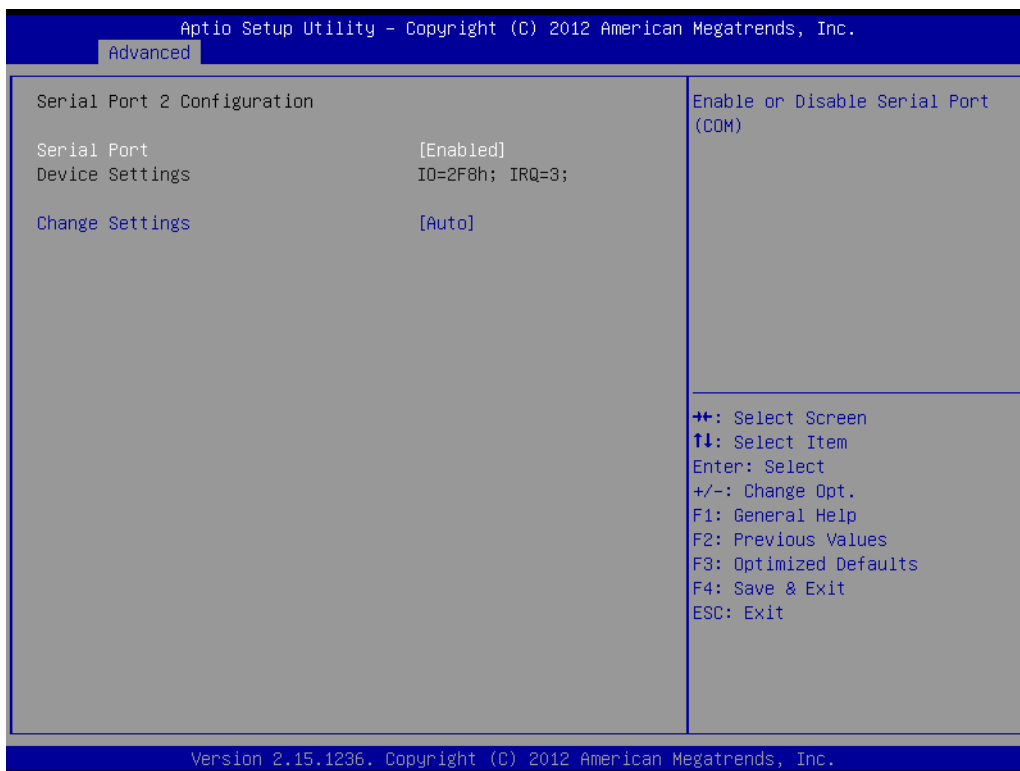 Aptio Setup Utility – Copyright (C) 2012 American Megatrends, Inc.
Advanced
Serial Port 2 Configuration
Serial Port [Enabled]
Device Settings IO=2F8h; IRQ=3;
Change Settings [Auto]
Enable or Disable Serial Port
(COM)
→←: Select Screen
↑↓: Select Item
Enter: Select
+/-: Change Opt.
F1: General Help
F2: Previous Values
F3: Optimized Defaults
F4: Save & Exit
ESC: Exit
Version 2.15.1236. Copyright (C) 2012 American Megatrends, Inc.